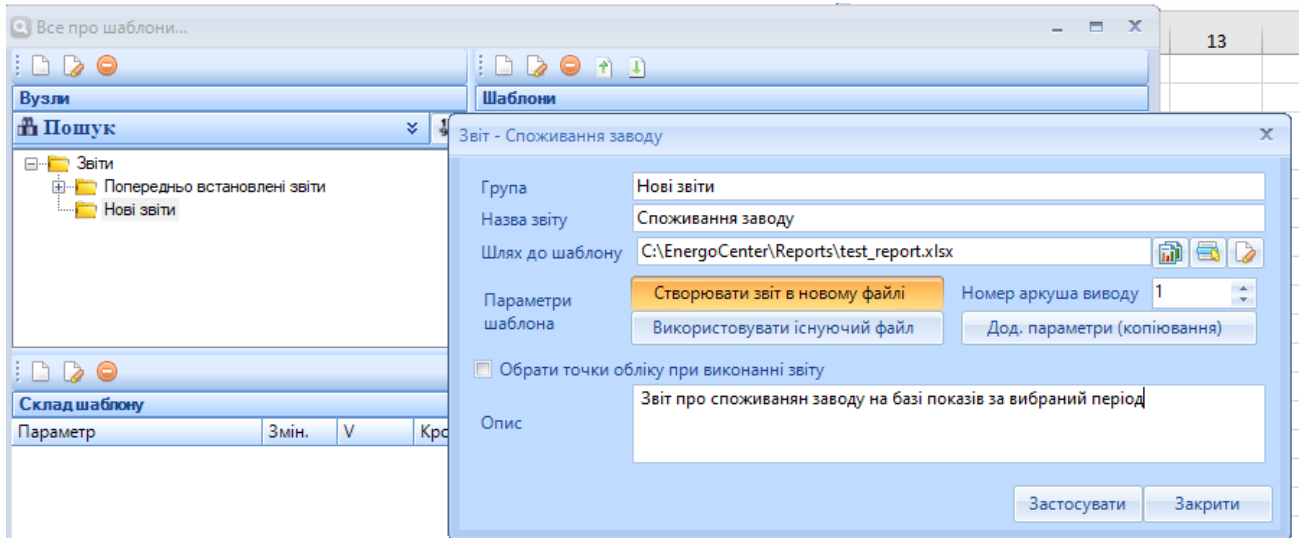 Все про шаблони...
13
Вузли
Шаблони
Пошук
Звіти
Попередньо встановлені звіти
Нові звіти
Звіт - Споживання заводу
Група Нові звіти
Назва звіту Споживання заводу
Шлях до шаблону C:\EnergoCenter\Reports\test_report.xlsx
Параметри шаблона
Створювати звіт в новому файлі
Номер аркуша виводу 1
Використовувати існуючий файл
Дод. параметри (копіювання)
Обрати точки обліку при виконанні звіту
Опис
Звіт про споживанян заводу на базі показів за вибраний період
Склад шаблону
Параметр Змін. V
Застосувати Закрити